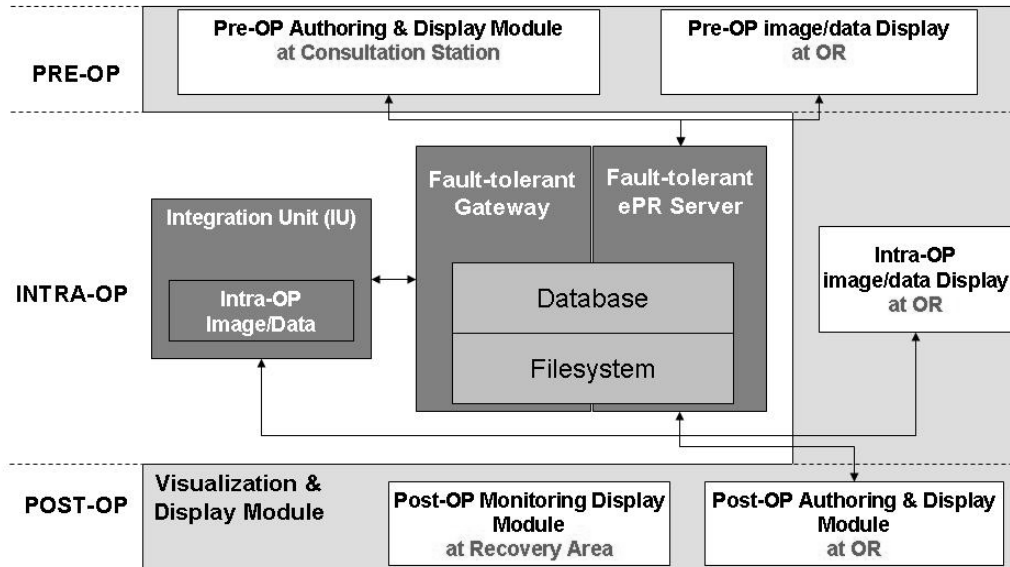 PRE-OP
Pre-OP Authoring & Display Module
at Consultation Station
Pre-OP image/data Display
at OR
INTRA-OP
Integration Unit (IU)
Intra-OP
Image/Data
Fault-tolerant
Gateway
Fault-tolerant
ePR Server
Database
Filesystem
Intra-OP
image/data Display
at OR
POST-OP
Visualization &
Display Module
Post-OP Monitoring Display
Module
at Recovery Area
Post-OP Authoring & Display
Module
at OR